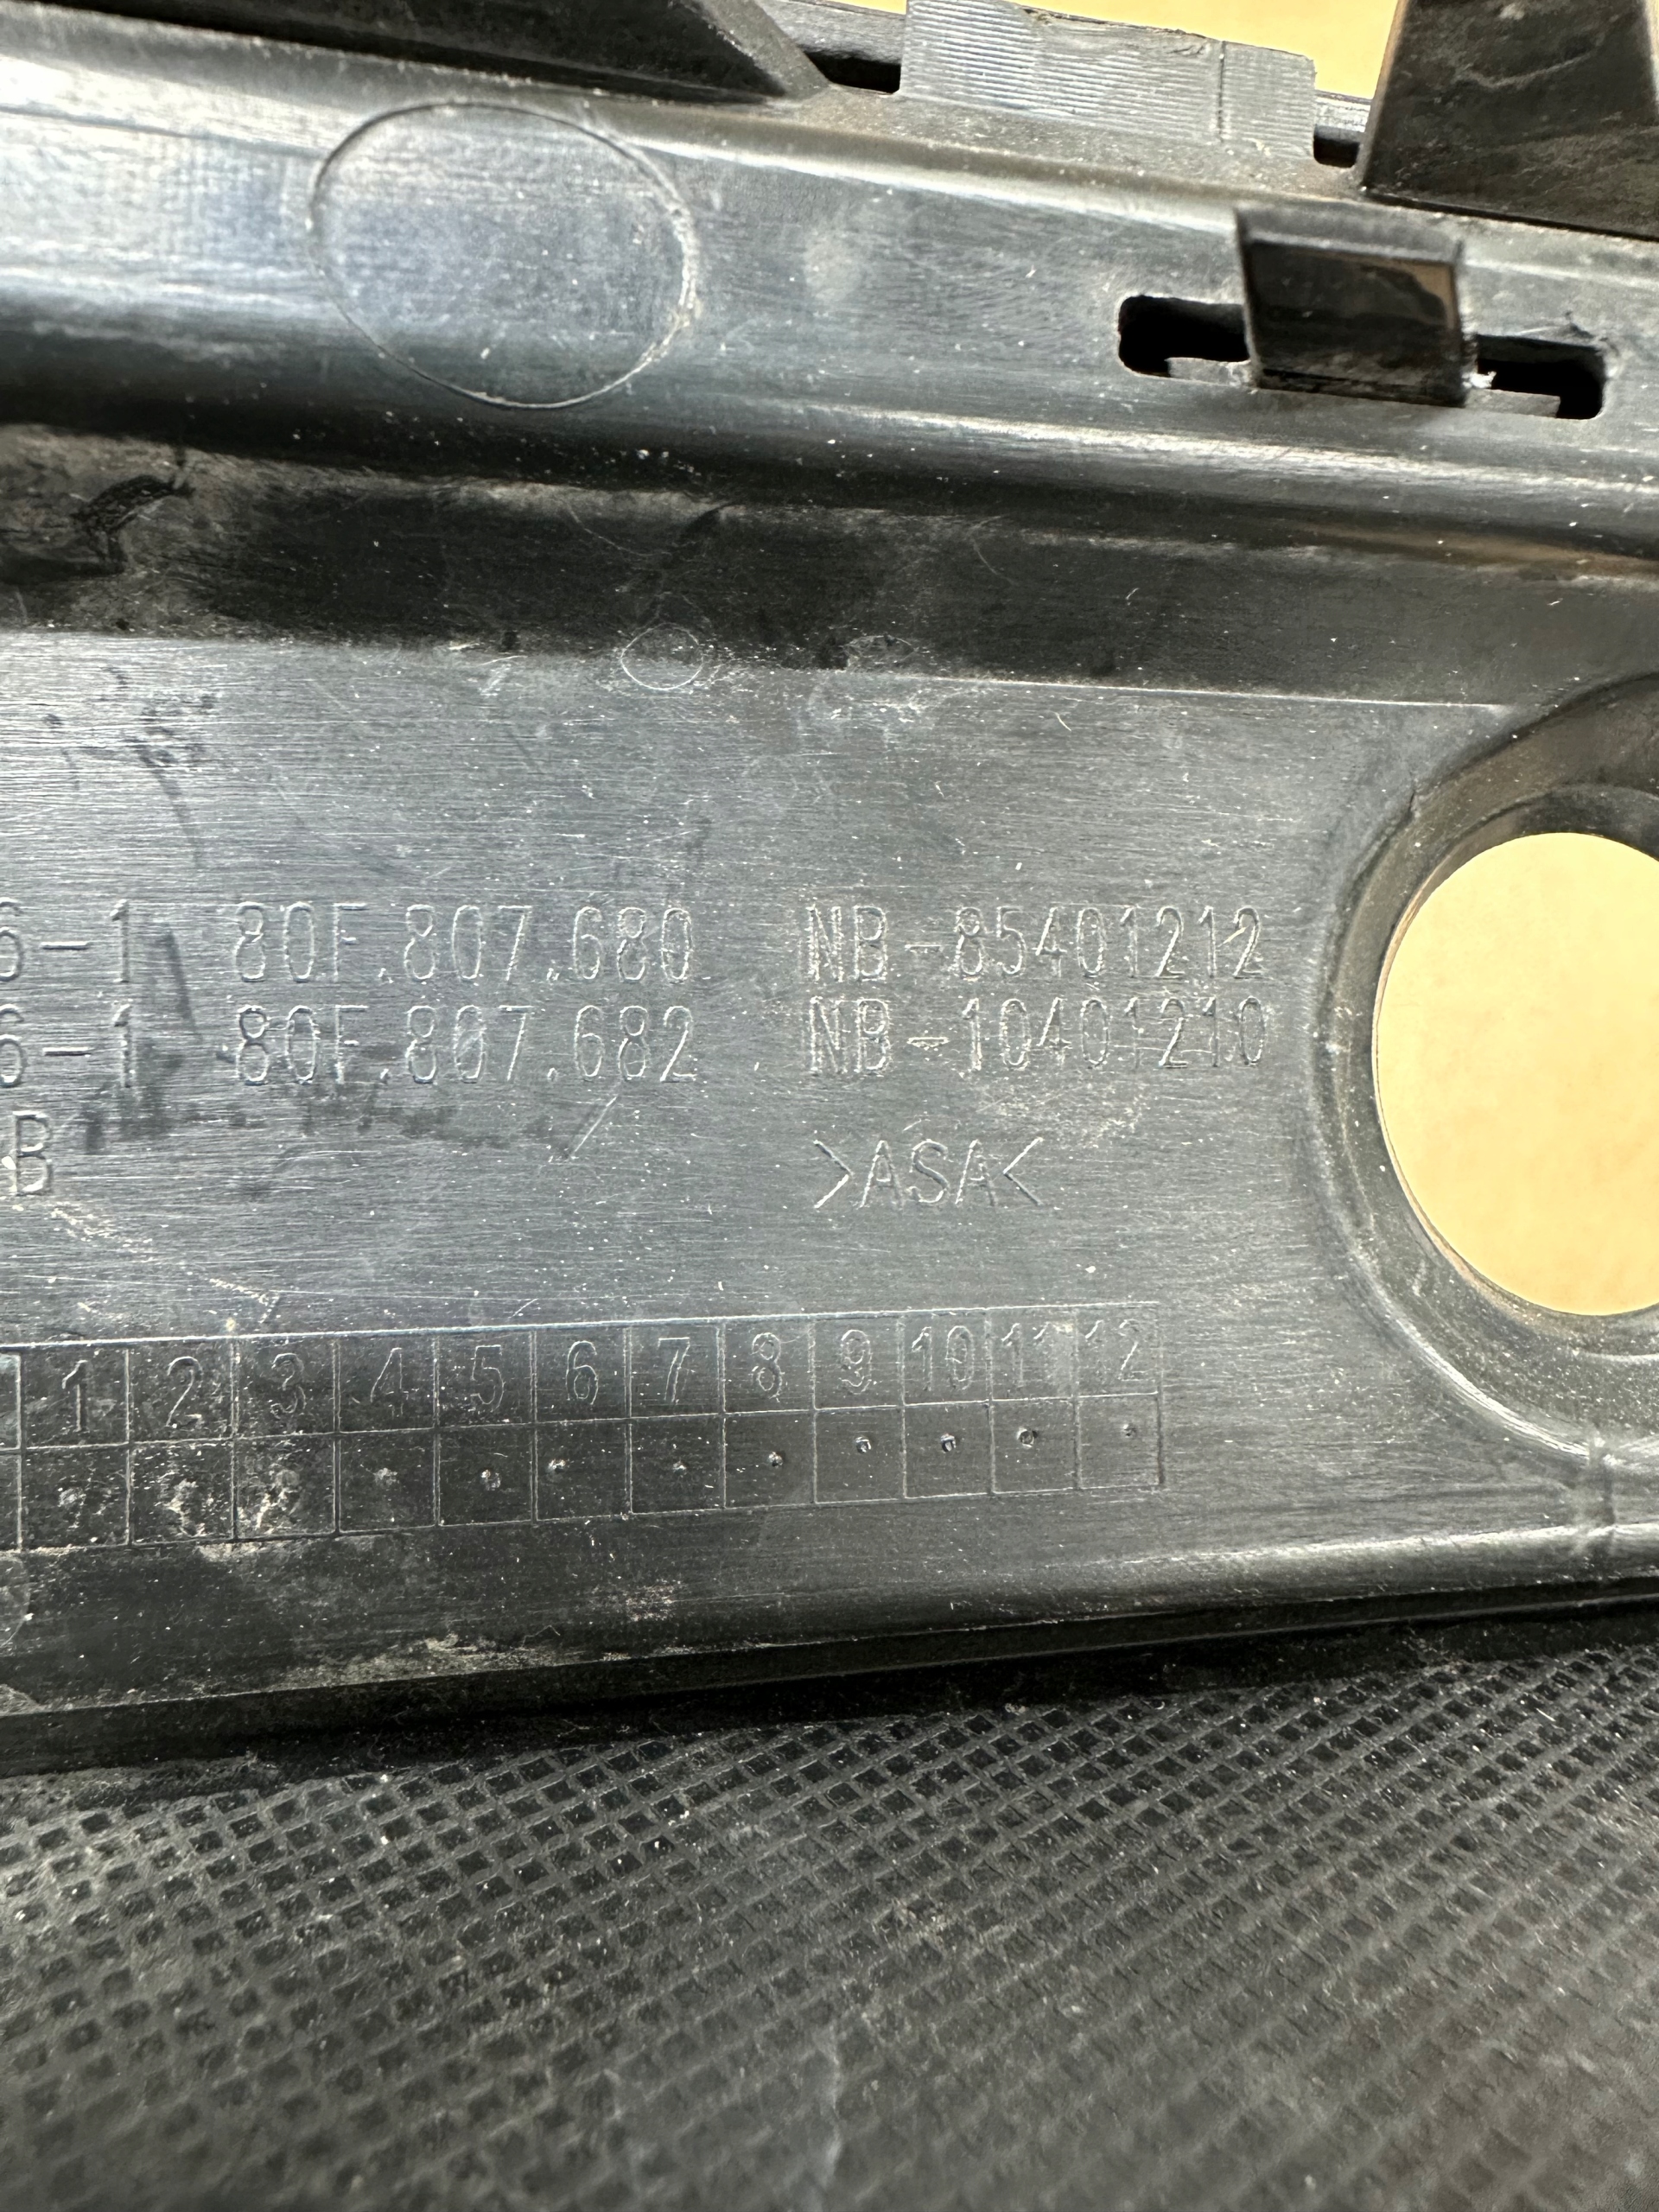 6-1 80F.807.680 NB-85401212
6-1 80F.807.682 NB-10401210
B >ASA<
1 2 3 4 5 6 7 8 9 10 11 12